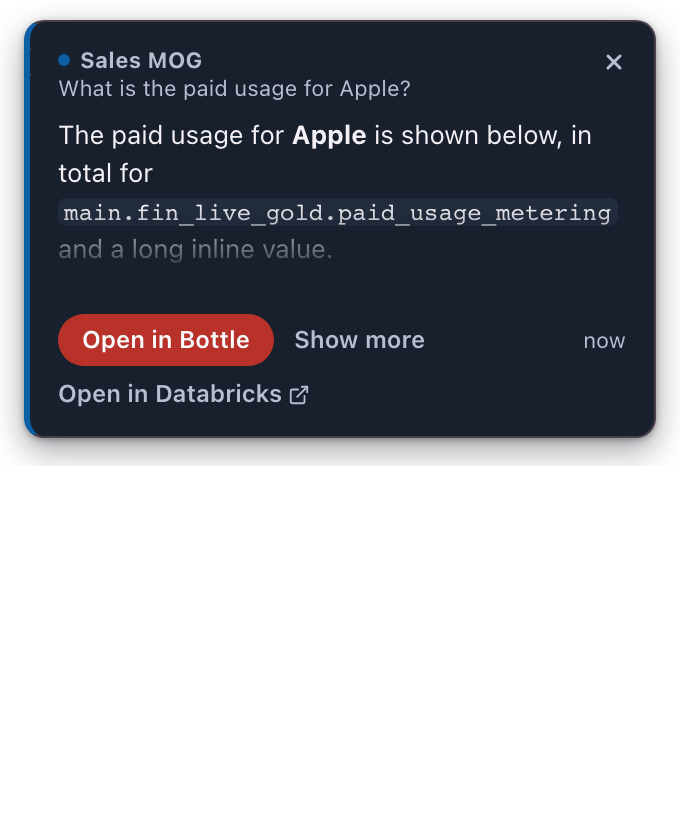 Sales MOG
What is the paid usage for Apple?
The paid usage for Apple is shown below, in
total for
main.fin_live_gold.paid_usage_metering
and a long inline value.
Open in Bottle
Show more
now
Open in Databricks